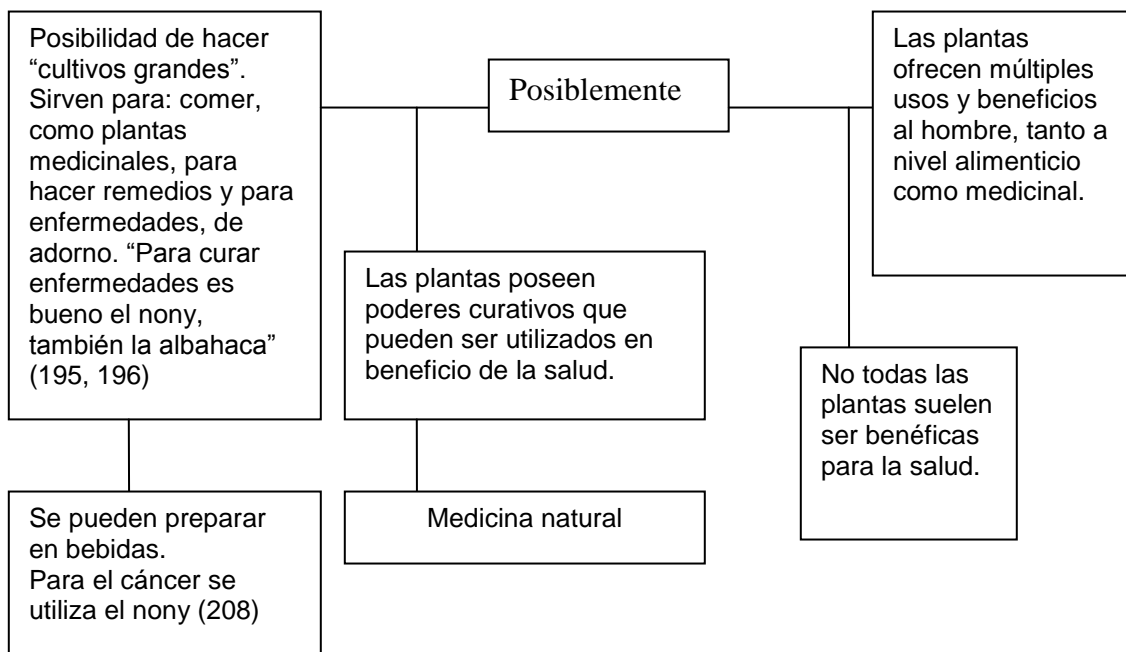 Posibilidad de hacer
“cultivos grandes”.
Sirven para: comer,
como plantas
medicinales, para
hacer remedios y para
enfermedades, de
adorno. “Para curar
enfermedades es
bueno el nony,
también la albahaca”
(195, 196)
Posiblemente
Las plantas
ofrecen múltiples
usos y beneficios
al hombre, tanto a
nivel alimenticio
como medicinal.
Las plantas poseen
poderes curativos que
pueden ser utilizados en
beneficio de la salud.
No todas las
plantas suelen
ser benéficas
para la salud.
Se pueden preparar
en bebidas.
Para el cáncer se
utiliza el nony (208)
Medicina natural